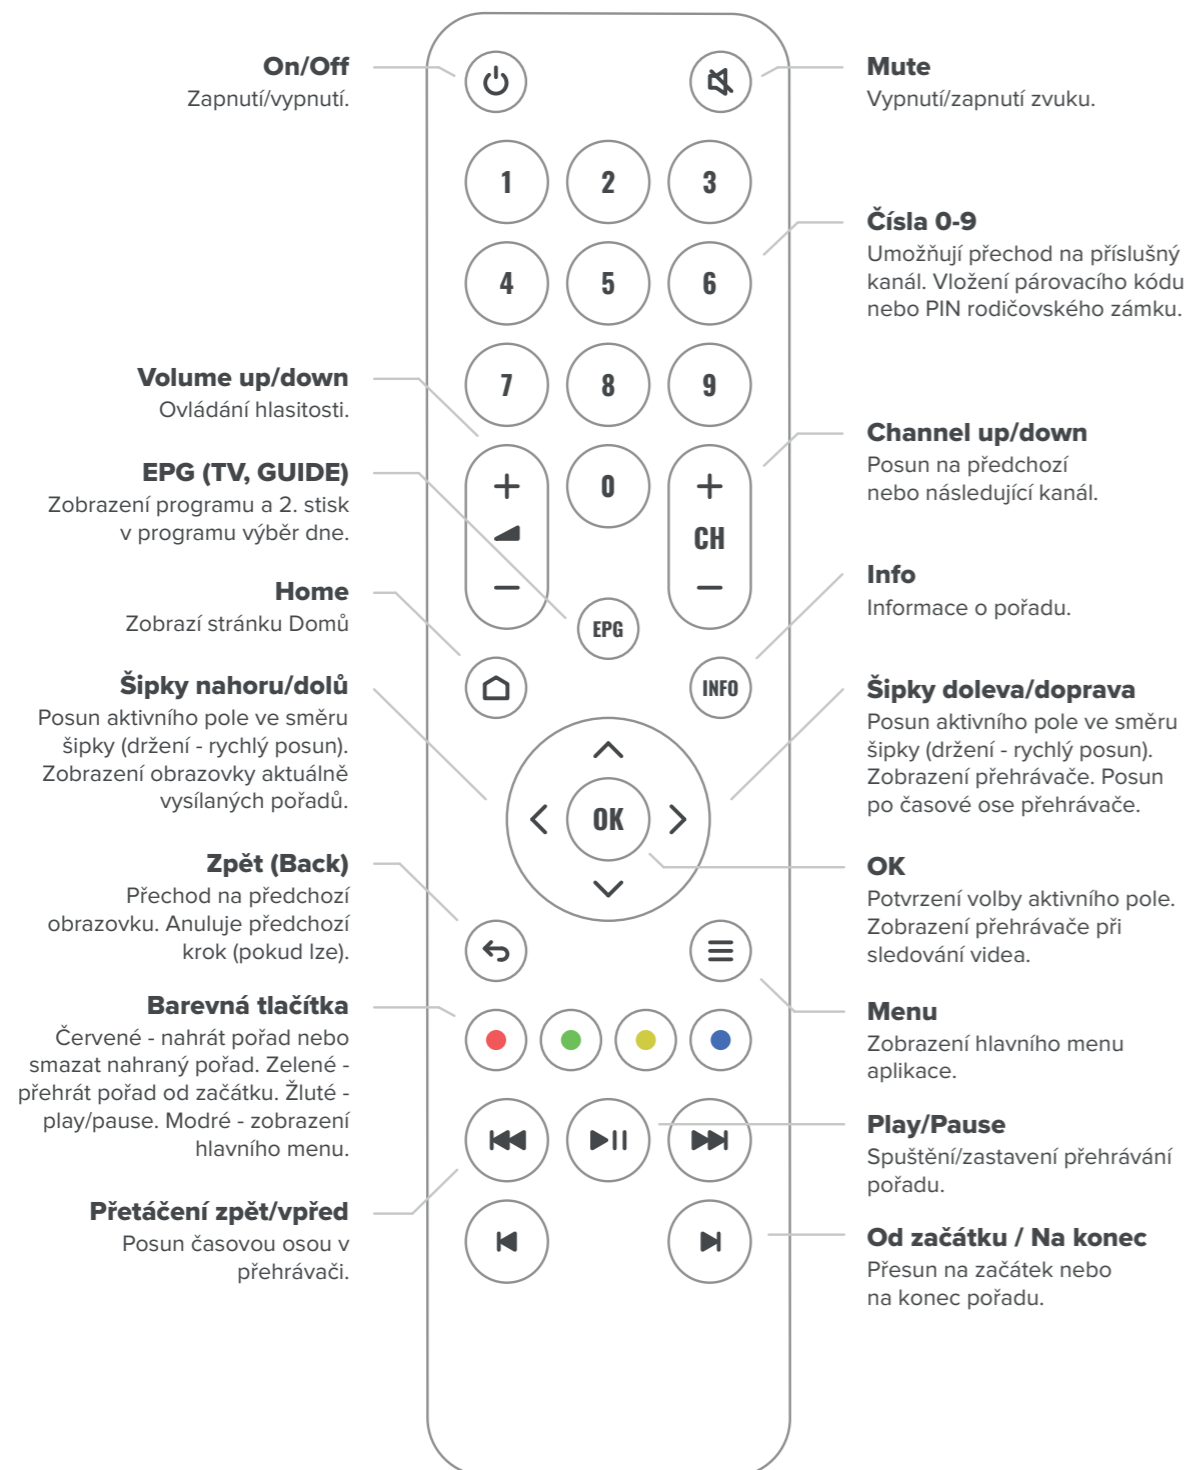 On/Off
Zapnutí/vypnutí.
Mute
Vypnutí/zapnutí zvuku.
1
2
3
Čísla 0-9
Umožňují přechod na příslušný
kanál. Vložení párovacího kódu
nebo PIN rodičovského zámku.
4
5
6
Volume up/down
Ovládání hlasitosti.
7
8
9
Channel up/down
Posun na předchozí
nebo následující kanál.
EPG (TV, GUIDE)
Zobrazení programu a 2. stisk
v programu výběr dne.
0
CH
Info
Informace o pořadu.
Home
Zobrazí stránku Domů
EPG
INFO
Šipky nahoru/dolů
Posun aktivního pole ve směru
šipky (držení - rychlý posun).
Zobrazení obrazovky aktuálně
vysílaných pořadů.
Šipky doleva/doprava
Posun aktivního pole ve směru
šipky (držení - rychlý posun).
Zobrazení přehrávače. Posun
po časové ose přehrávače.
OK
Zpět (Back)
Přechod na předchozí
obrazovku. Anuluje předchozí
krok (pokud lze).
OK
Potvrzení volby aktivního pole.
Zobrazení přehrávače při
sledování videa.
Barevná tlačítka
Červené - nahrát pořad nebo
smazat nahraný pořad. Zelené -
přehrát pořad od začátku. Žluté -
play/pause. Modré - zobrazení
hlavního menu.
Menu
Zobrazení hlavního menu
aplikace.
Play/Pause
Spuštění/zastavení přehrávání
pořadu.
Přetáčení zpět/vpřed
Posun časovou osou v
přehrávači.
Od začátku / Na konec
Přesun na začátek nebo
na konec pořadu.